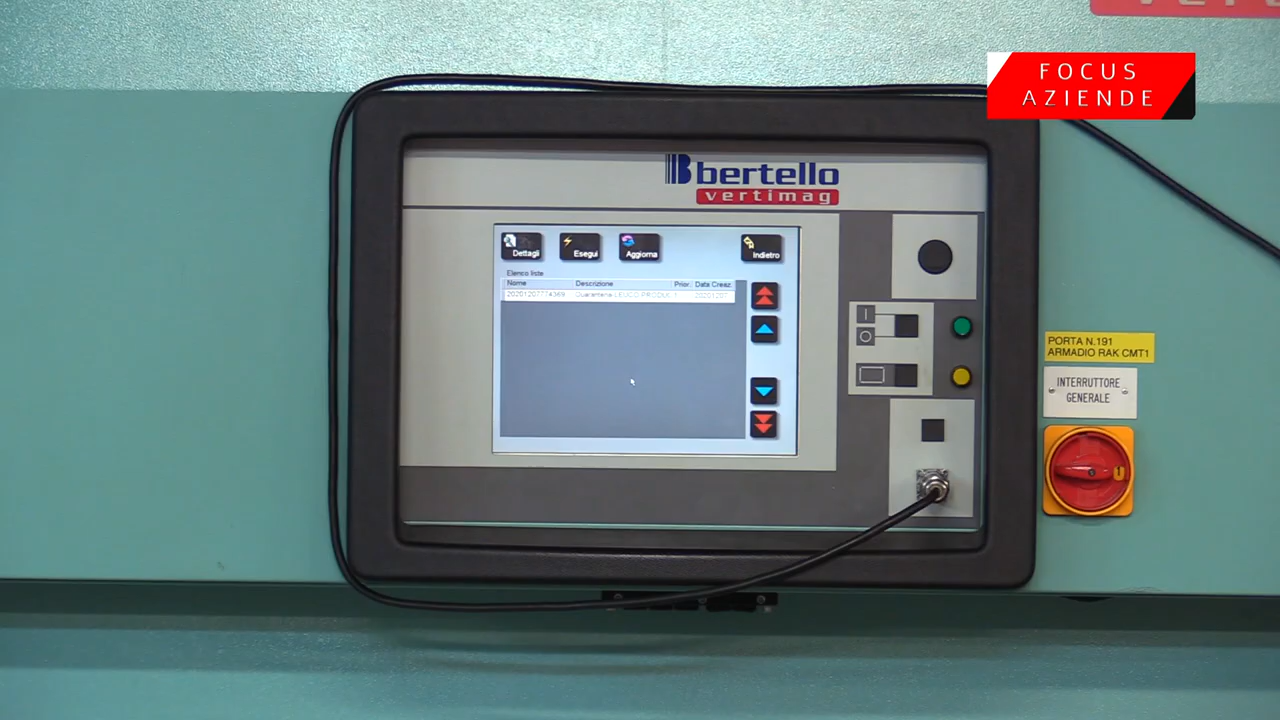 FOCUS
AZIENDE
bertello
vertimag
Dettagli
Esegui
Aggiorna
Indietro
Elenco liste
Nome Descrizione Prior. Data Creaz.
PORTA N.191
ARMADIO RAK CMT1
INTERRUTTORE
GENERALE